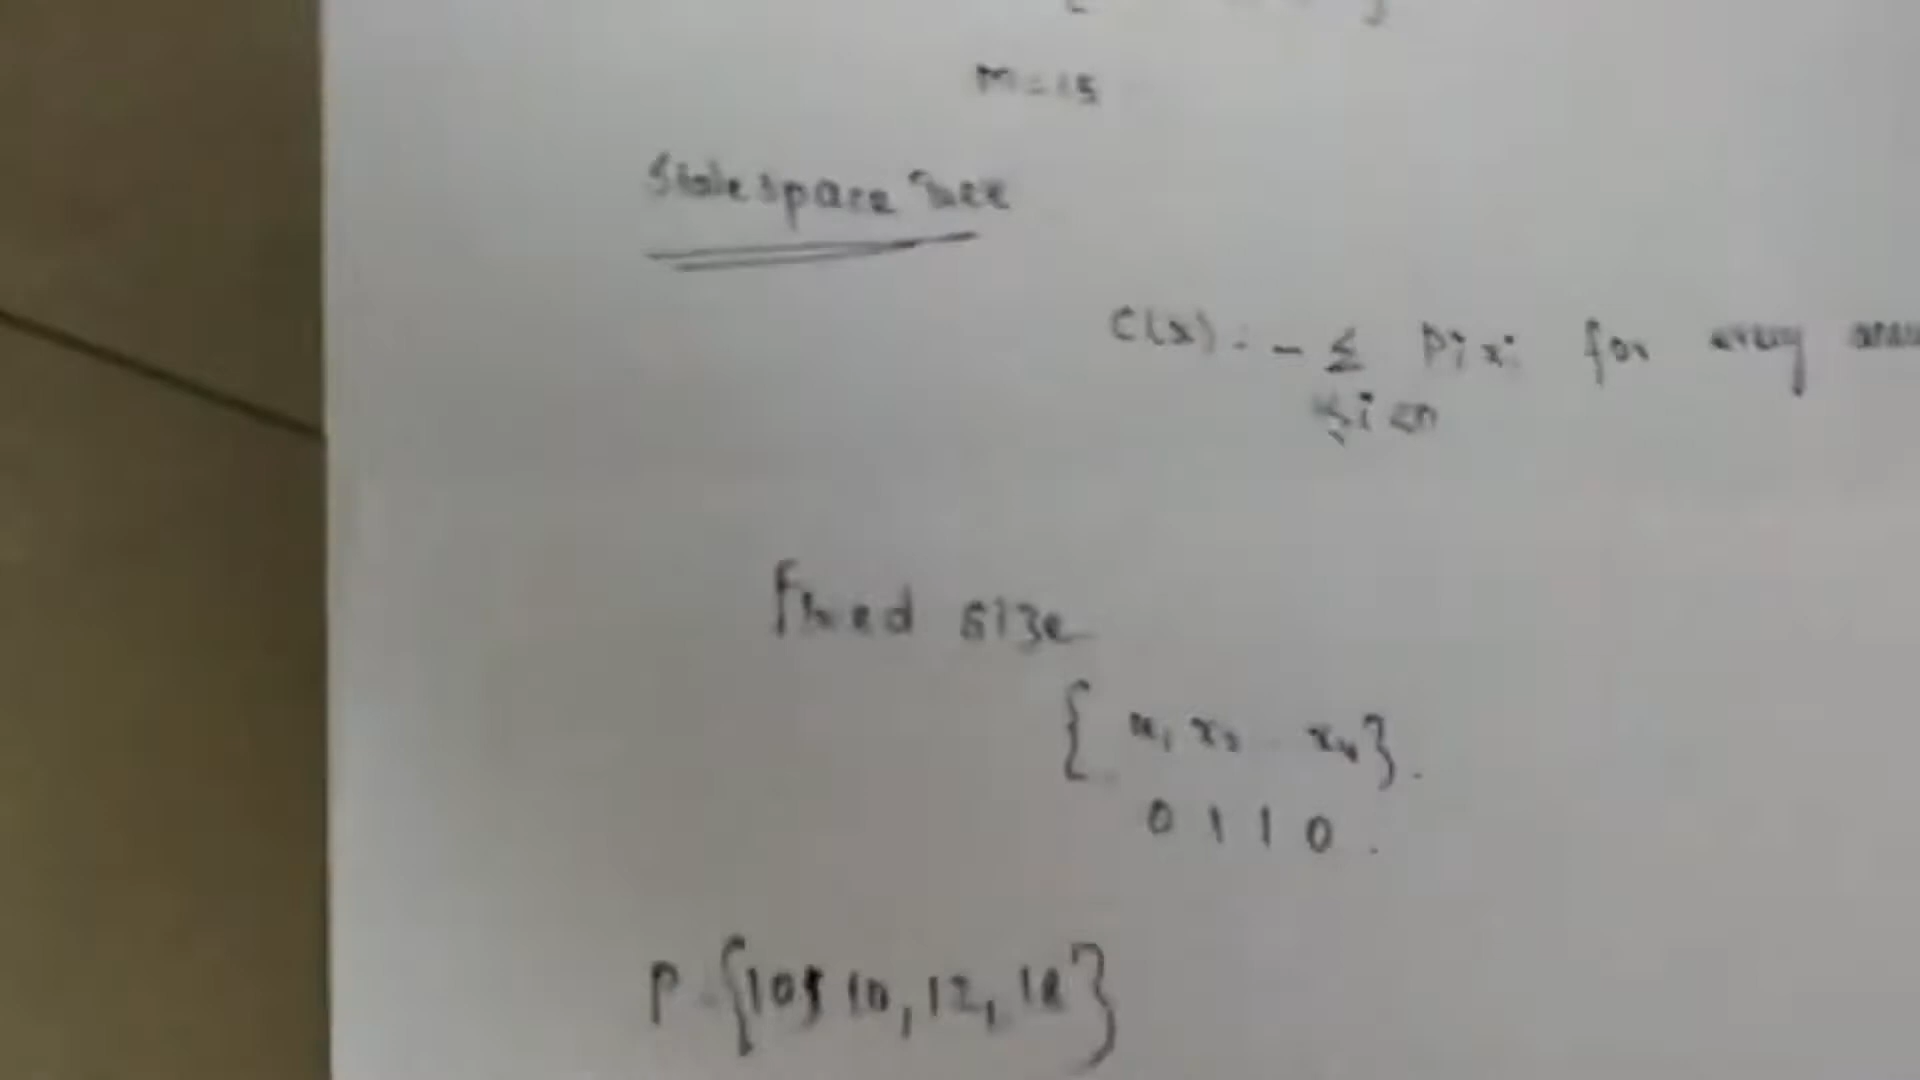 m=15
State space Tree
C(x) = - Σ Pixi for every
≤i≤n
fixed size
{ x1 x2 .. x4}.
0 1 1 0 .
P = {10, 10, 12, 18}